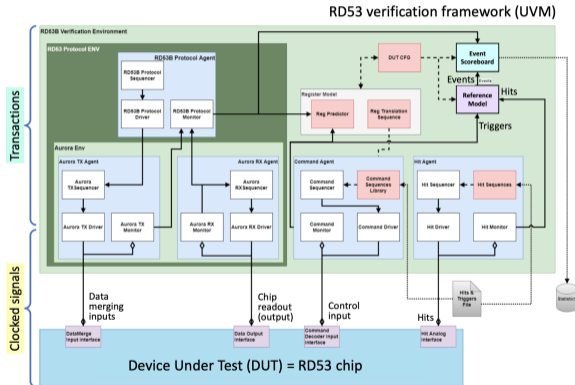 RD53 verification framework (UVM)
RD53B Verification Environment
RD53 Protocol ENV
RD53B Protocol Agent
RD53B Protocol
Sequencer
RD53B Protocol
Driver
RD53B Protocol
Monitor
DUT CFG
Event
Scoreboard
Events
Events
Hits
Reference
Model
Triggers
Register Model
Reg Predictor
Reg Translation
Sequence
Transactions
Aurora Env
Aurora TX Agent
Aurora
TXSequencer
Aurora TX Driver
Aurora TX
Monitor
Aurora RX Agent
Aurora
RXSequencer
Aurora RX
Monitor
Aurora RX Driver
Command Agent
Command
Sequencer
Command
Sequences
Library
Command
Monitor
Command Driver
Hit Agent
Hit Sequencer
Hit Sequences
Hit Driver
Hit Monitor
Clocked signals
Data
merging
inputs
Chip
readout
(output)
Control
input
Hits
Hits &
Triggers
File
Statistics
DataMerge
Input Interface
Data Output
Interface
Command
Decoder Input
Interface
Hit Analog
Interface
Device Under Test (DUT) = RD53 chip